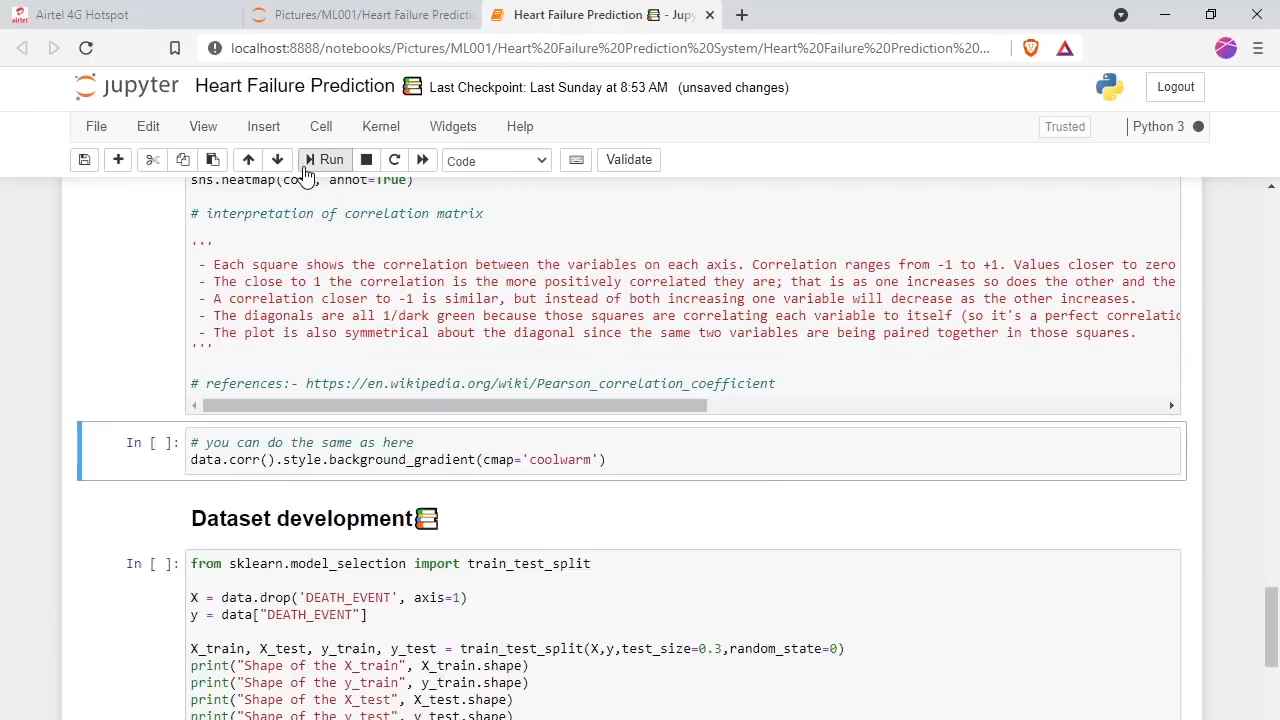 Airtel 4G Hotspot
Pictures/ML001/Heart Failure Predictic
Heart Failure Prediction 📚 - Jupy
localhost:8888/notebooks/Pictures/ML001/Heart%20Failure%20Prediction%20System/Heart%20Failure%20Prediction%20...
jupyter Heart Failure Prediction 📚 Last Checkpoint: Last Sunday at 8:53 AM (unsaved changes)
Logout
File Edit View Insert Cell Kernel Widgets Help
Trusted
Python 3
Run
Code
Validate
, annot=True)
# interpretation of correlation matrix
'''
- Each square shows the correlation between the variables on each axis. Correlation ranges from -1 to +1. Values closer to zero
- The close to 1 the correlation is the more positively correlated they are; that is as one increases so does the other and the
- A correlation closer to -1 is similar, but instead of both increasing one variable will decrease as the other increases.
- The diagonals are all 1/dark green because those squares are correlating each variable to itself (so it's a perfect correlatic
- The plot is also symmetrical about the diagonal since the same two variables are being paired together in those squares.
'''
# references:- https://en.wikipedia.org/wiki/Pearson_correlation_coefficient
In [ ]:
# you can do the same as here
data.corr().style.background_gradient(cmap='coolwarm')
Dataset development📚
In [ ]:
from sklearn.model_selection import train_test_split
X = data.drop('DEATH_EVENT', axis=1)
y = data["DEATH_EVENT"]
X_train, X_test, y_train, y_test = train_test_split(X,y,test_size=0.3,random_state=0)
print("Shape of the X_train", X_train.shape)
print("Shape of the y_train", y_train.shape)
print("Shape of the X_test", X_test.shape)
print("Shape of the y_test", y_test.shape)